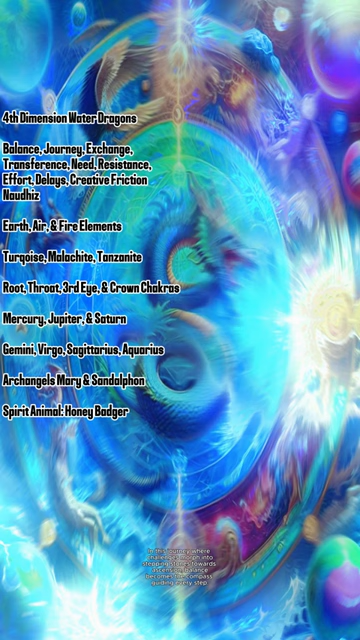 4th Dimension Water Dragons
Balance, Journey, Exchange,
Transference, Need, Resistance,
Effort, Delays, Creative Friction
Naudhiz
Earth, Air, & Fire Elements
Turqoise, Malachite, Tanzanite
Root, Throat, 3rd Eye, & Crown Chakras
Mercury, Jupiter, & Saturn
Gemini, Virgo, Sagittarius, Aquarius
Archangels Mary & Sandalphon
Spirit Animal: Honey Badger
In this journey where
challenges morph into
stepping stones towards
ascension, balance
becomes the compass
guiding every step